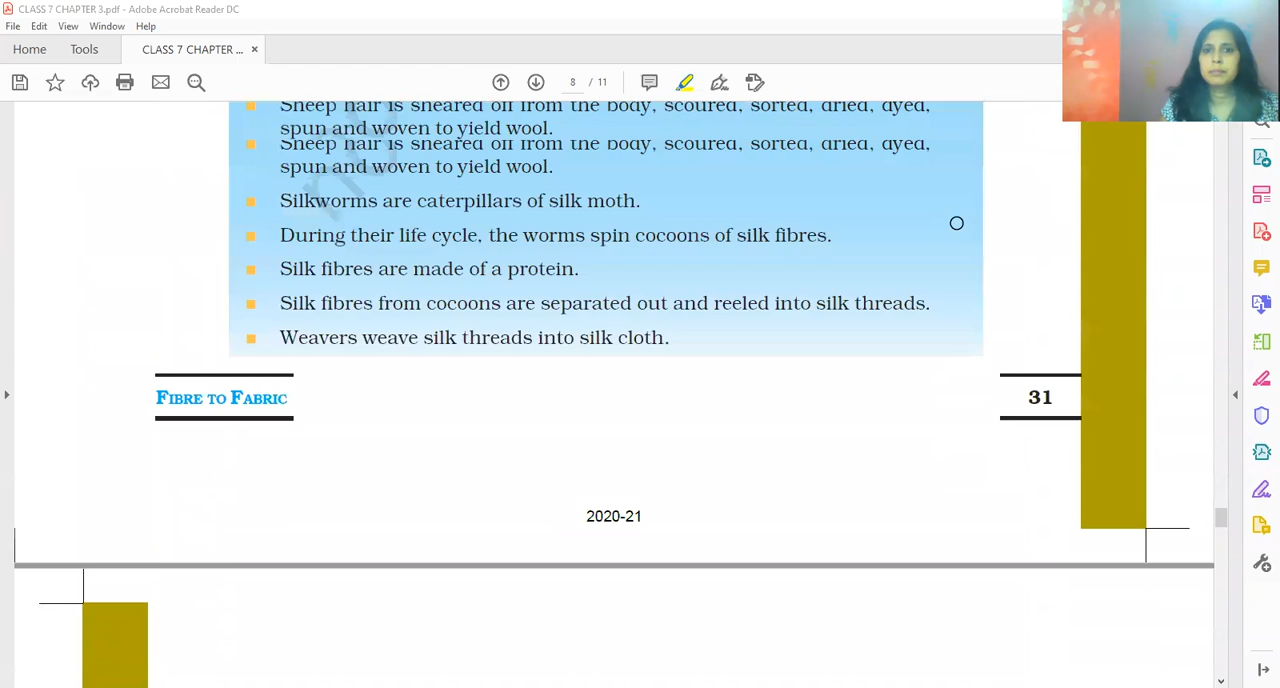 CLASS 7 CHAPTER 3.pdf - Adobe Acrobat Reader DC
File Edit View Window Help
Home Tools CLASS 7 CHAPTER ... ×
8 / 11
Sheep hair is sheared off from the body, scoured, sorted, dried, dyed,
spun and woven to yield wool.
Sheep hair is sheared off from the body, scoured, sorted, dried, dyed,
spun and woven to yield wool.
Silkworms are caterpillars of silk moth.
During their life cycle, the worms spin cocoons of silk fibres.
Silk fibres are made of a protein.
Silk fibres from cocoons are separated out and reeled into silk threads.
Weavers weave silk threads into silk cloth.
FIBRE TO FABRIC
31
2020-21